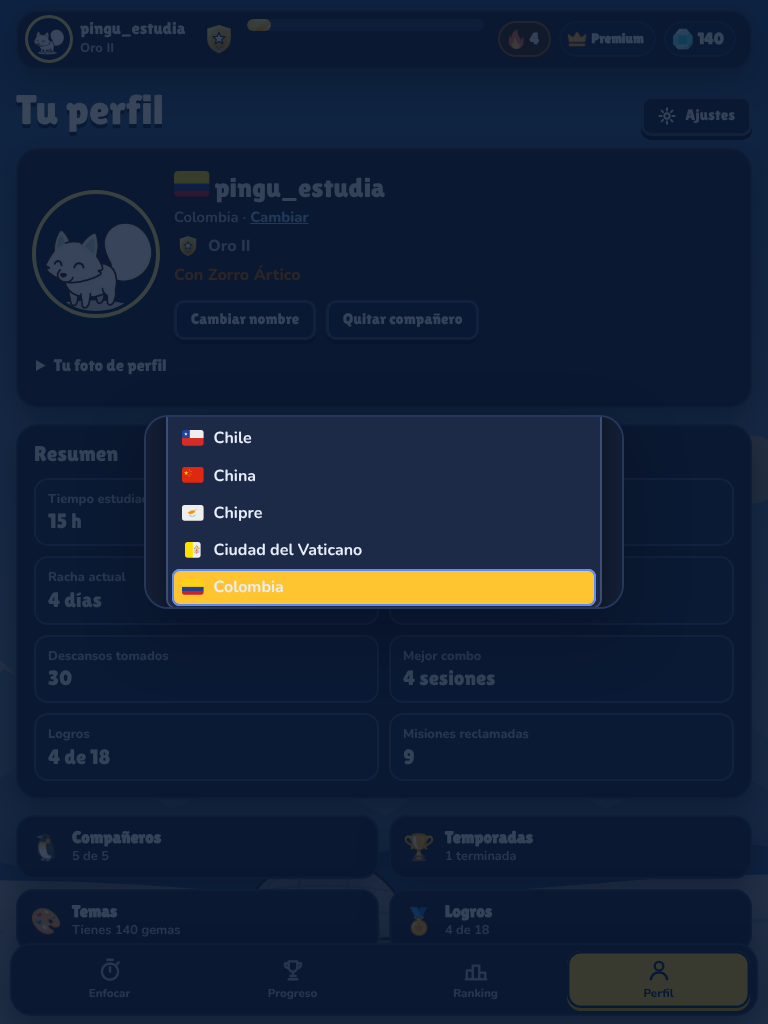 pingu_estudia
Oro II
4
Premium
140
Tu perfil
Ajustes
pingu_estudia
Colombia · Cambiar
Oro II
Con Zorro Ártico
Cambiar nombre
Quitar compañero
Tu foto de perfil
Resumen
Chile
China
Chipre
Ciudad del Vaticano
Colombia
Tiempo
15 h
Racha actual
4 días
Descansos tomados
30
Mejor combo
4 sesiones
Logros
4 de 18
Misiones reclamadas
9
Compañeros
5 de 5
Temporadas
1 terminada
Temas
Tienes 140 gemas
Logros
4 de 18
Enfocar
Progreso
Ranking
Perfil